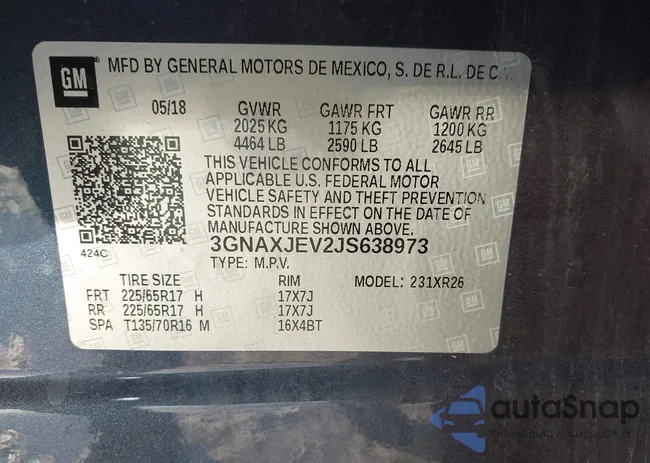 GM MFD BY GENERAL MOTORS DE MEXICO, S. DE R.L. DE C.V.
05/18 GVWR GAWR FRT GAWR RR
2025 KG 1175 KG 1200 KG
4464 LB 2590 LB 2645 LB
THIS VEHICLE CONFORMS TO ALL
APPLICABLE U.S. FEDERAL MOTOR
VEHICLE SAFETY AND THEFT PREVENTION
STANDARDS IN EFFECT ON THE DATE OF
MANUFACTURE SHOWN ABOVE.
424C
3GNAXJEV2JS638973
TYPE: M.P.V. MODEL: 231XR26
TIRE SIZE RIM
FRT 225/65R17 H 17X7J
RR 225/65R17 H 17X7J
SPA T135/70R16 M 16X4BT
autoSnap